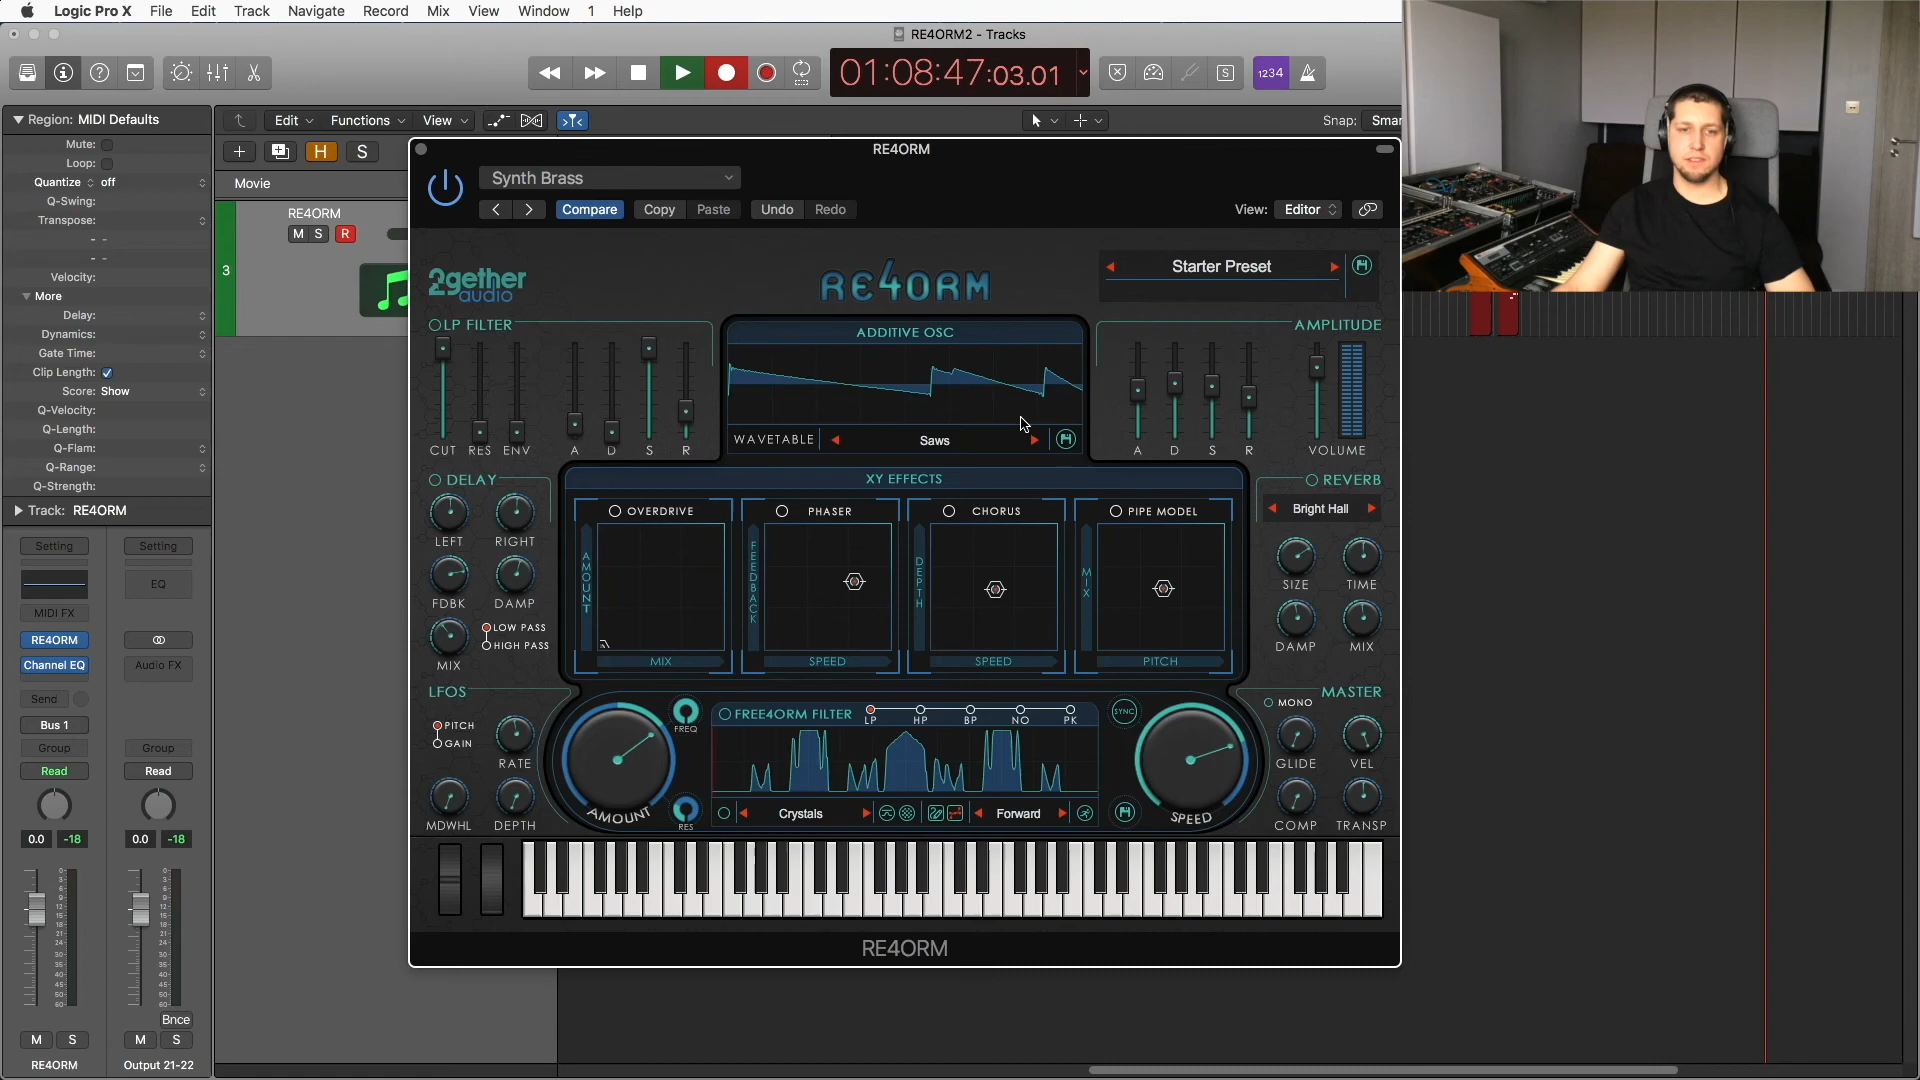 Logic Pro X File Edit Track Navigate Record Mix View Window 1 Help
RE4ORM2 - Tracks
01:08:47:03.01
1234
Region: MIDI Defaults
Mute:
Loop:
Quantize off
Q-Swing:
Transpose:
Velocity:
More
Delay:
Dynamics:
Gate Time:
Clip Length:
Score: Show
Q-Velocity:
Q-Length:
Q-Flam:
Q-Range:
Q-Strength:
Track: RE4ORM
Setting Setting
EQ
MIDI FX
RE4ORM
Channel EQ Audio FX
Send
Bus 1
Group Group
Read Read
0.0 -18 0.0 -18
Bnce
M S M S
RE4ORM Output 21-22
Edit Functions View
Snap: Smar
H S
Movie
3
RE4ORM
M S R
RE4ORM
Synth Brass
Compare Copy Paste Undo Redo
View: Editor
2gether
audio
RE4ORM
Starter Preset
LP FILTER
CUT RES ENV A D S R
ADDITIVE OSC
WAVETABLE Saws
AMPLITUDE
A D S R VOLUME
DELAY
LEFT RIGHT
FDBK DAMP
LOW PASS
HIGH PASS
MIX
XY EFFECTS
OVERDRIVE PHASER CHORUS PIPE MODEL
AMOUNT FEEDBACK DEPTH MIX
MIX SPEED SPEED PITCH
REVERB
Bright Hall
SIZE TIME
DAMP MIX
LFOS
PITCH
GAIN
RATE
MDWHL DEPTH
AMOUNT
FREQ
RES
FREE4ORM FILTER
LP HP BP NO PK
Crystals Forward
SYNC
SPEED
MASTER
MONO
GLIDE VEL
COMP TRANSP
RE4ORM